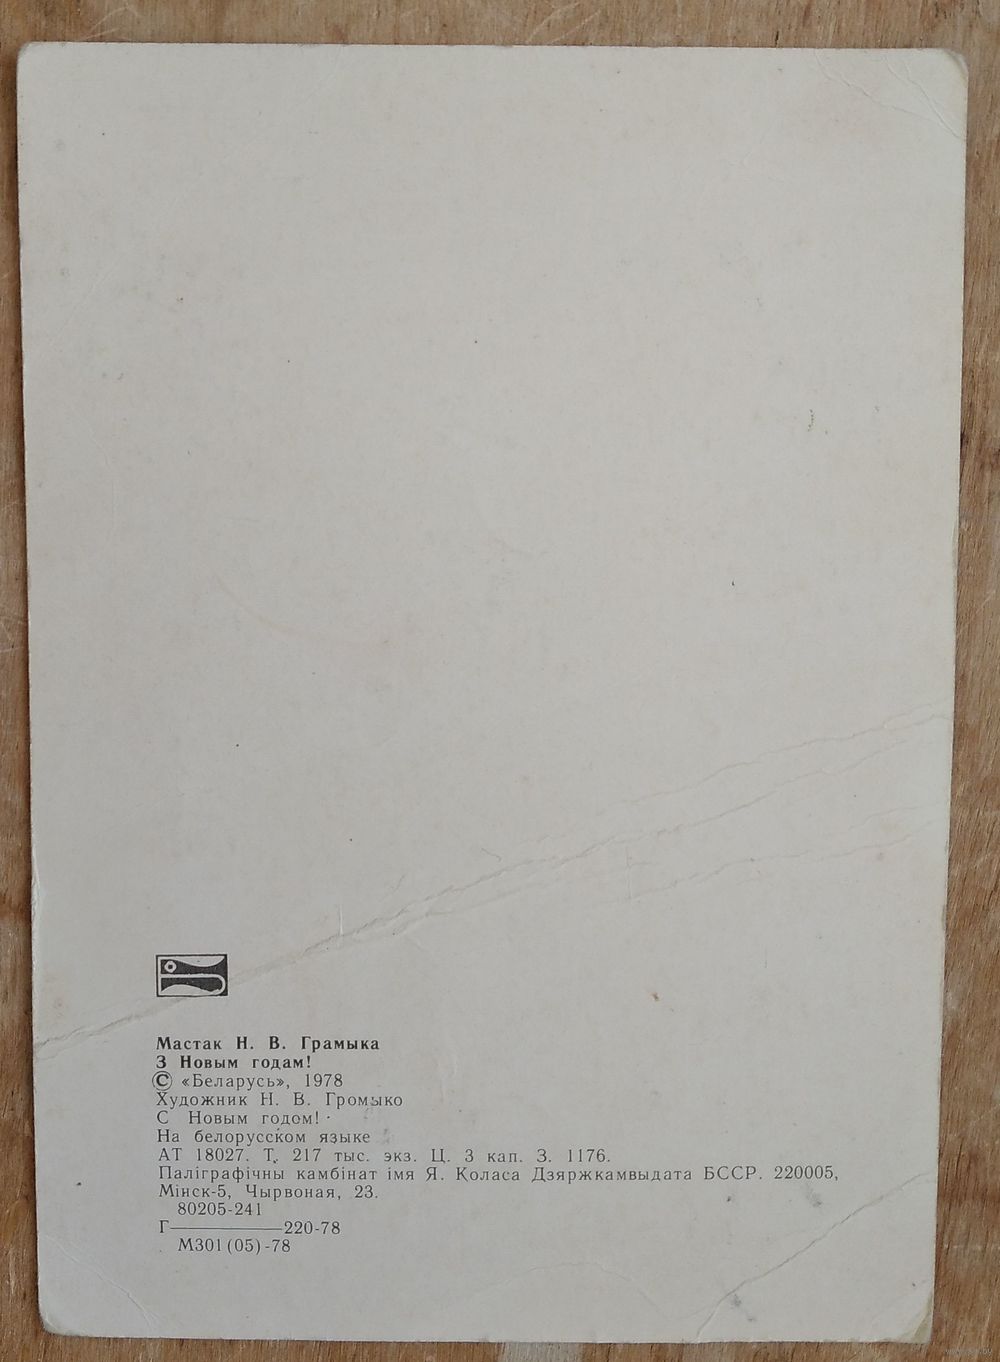 Мастак Н. В. Грамыка
З Новым годам!
© «Беларусь», 1978
Художник Н. В. Громыко
С Новым годом!
На белорусском языке
АТ 18027. Т. 217 тыс. экз. Ц. 3 кап. З. 1176.
Паліграфічны камбінат імя Я. Коласа Дзяржкамвыдата БССР. 220005,
Мінск-5, Чырвоная, 23.
80205-241
Г—————220-78
М301(05)-78